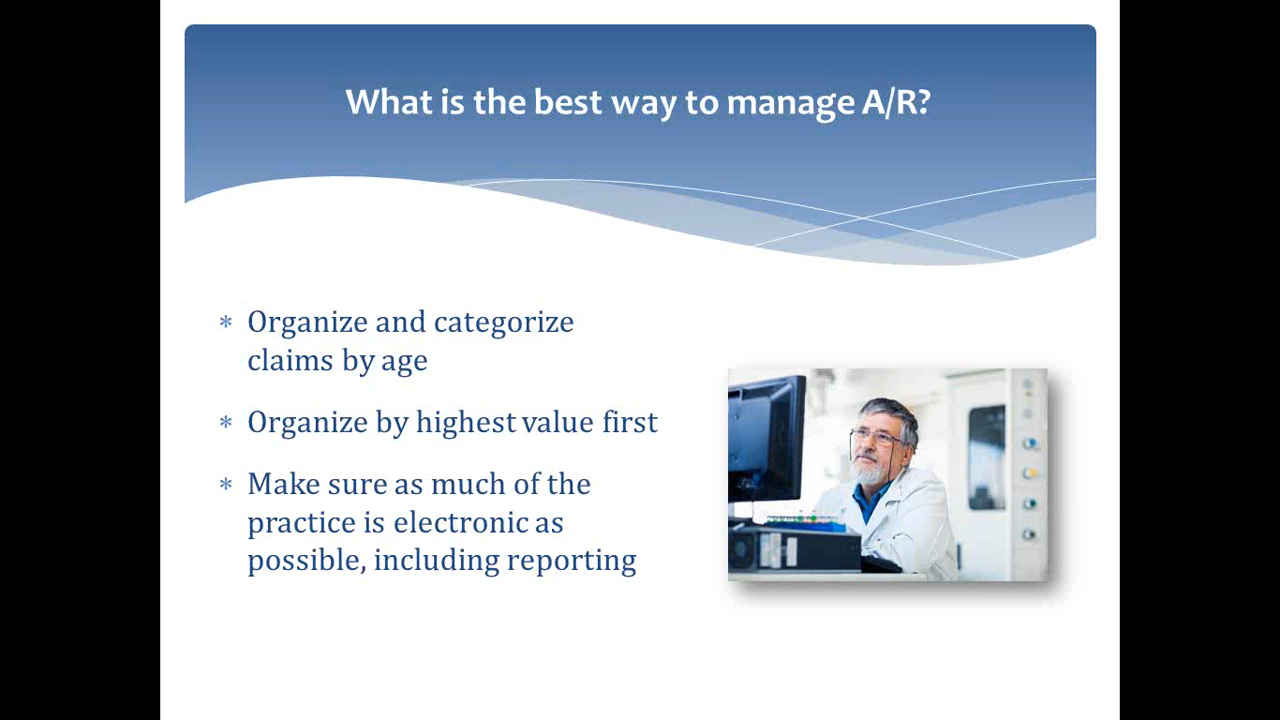 What is the best way to manage A/R?
* Organize and categorize
claims by age
* Organize by highest value first
* Make sure as much of the
practice is electronic as
possible, including reporting